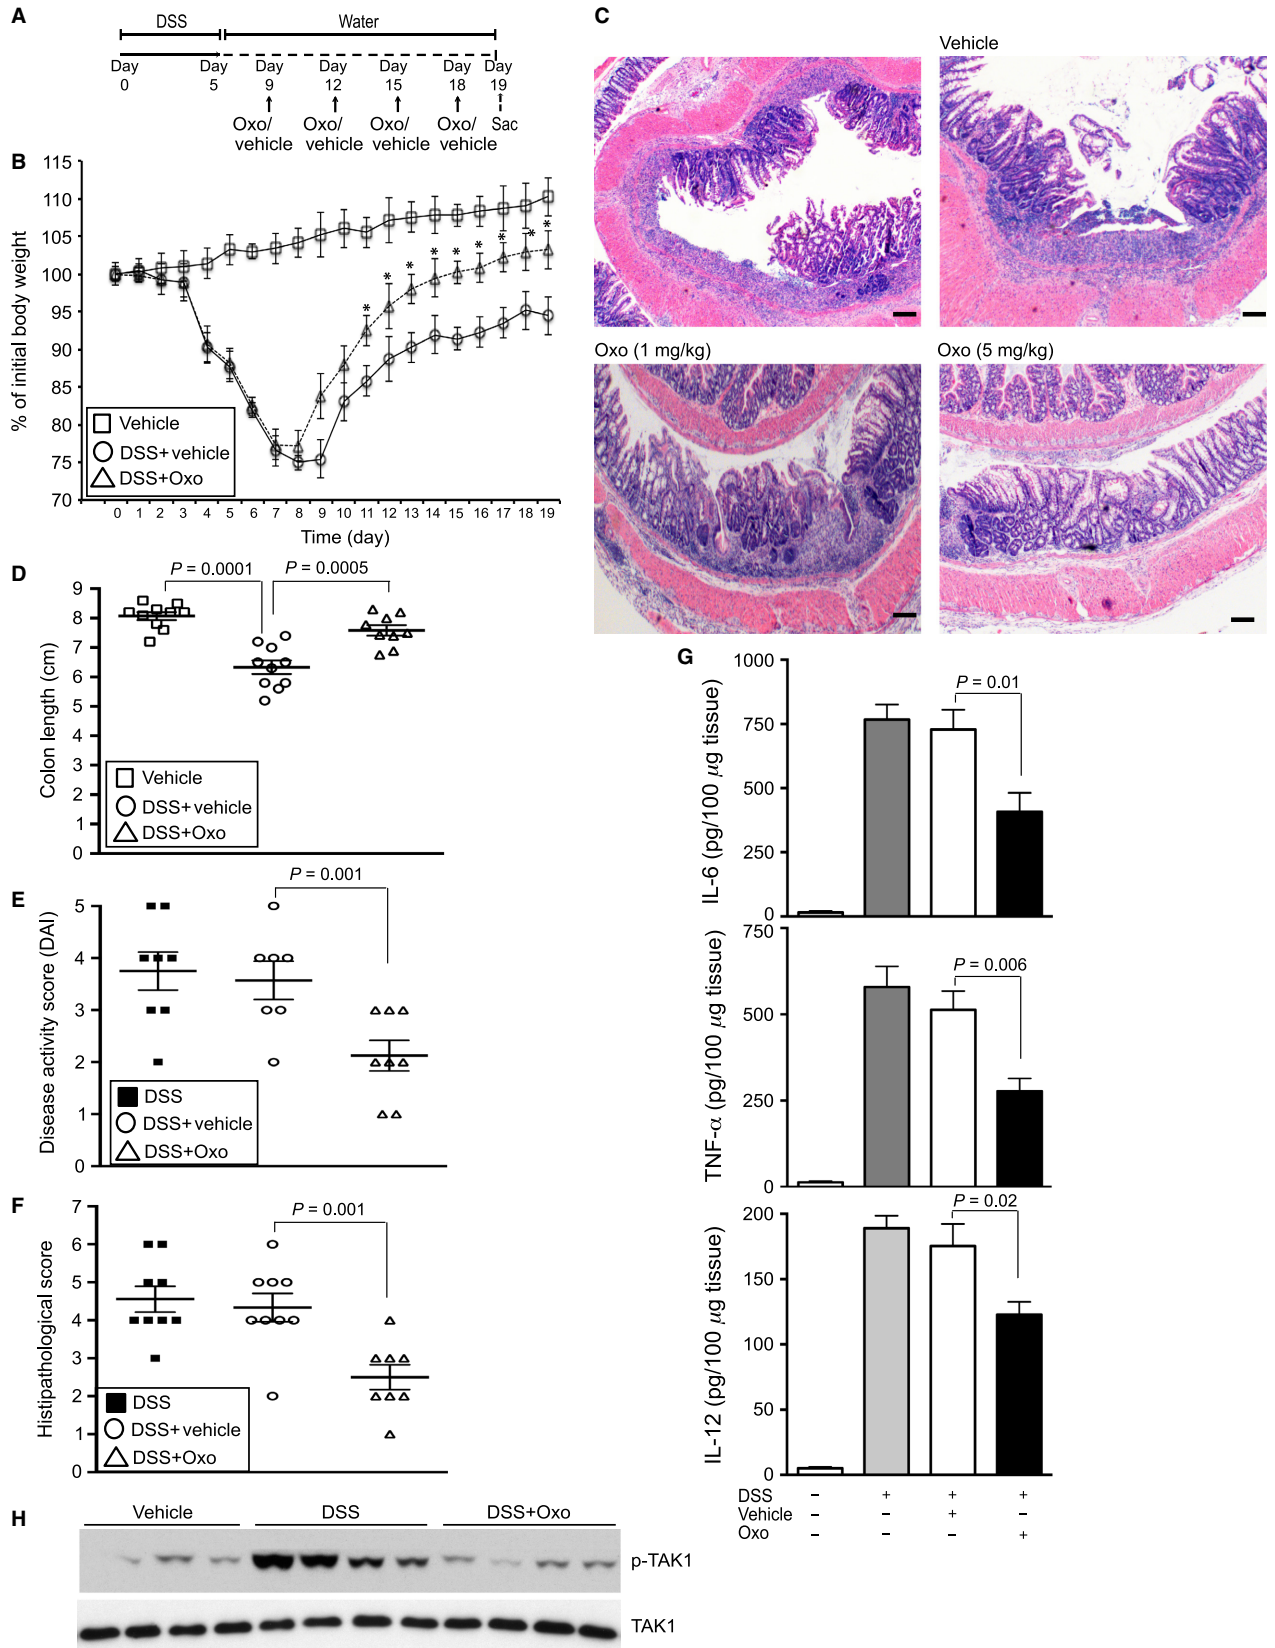 A
DSS
Water
Day Day Day Day Day Day Day
0 5 9 12 15 18 19
Oxo/ Oxo/ Oxo/ Oxo/ Sac
vehicle vehicle vehicle vehicle
B
115
110
105
100
95
90
85
80
75
70
% of initial body weight
Vehicle
DSS+vehicle
DSS+Oxo
* * * * * * * * *
0 1 2 3 4 5 6 7 8 9 10 11 12 13 14 15 16 17 18 19
Time (day)
C
Vehicle
Oxo (1 mg/kg)
Oxo (5 mg/kg)
D
P = 0.0001
P = 0.0005
9
8
7
6
5
4
3
2
1
0
Colon length (cm)
Vehicle
DSS+vehicle
DSS+Oxo
E
P = 0.001
5
4
3
2
1
0
Disease activity score (DAI)
DSS
DSS+vehicle
DSS+Oxo
F
P = 0.001
7
6
5
4
3
2
1
0
Histipathological score
DSS
DSS+vehicle
DSS+Oxo
G
1000
750
500
250
0
IL-6 (pg/100 µg tissue)
P = 0.01
750
500
250
0
TNF-α (pg/100 µg tissue)
P = 0.006
200
150
100
50
0
IL-12 (pg/100 µg tissue)
P = 0.02
DSS – + + +
Vehicle – – + –
Oxo – – – +
H
Vehicle DSS DSS+Oxo
p-TAK1
TAK1